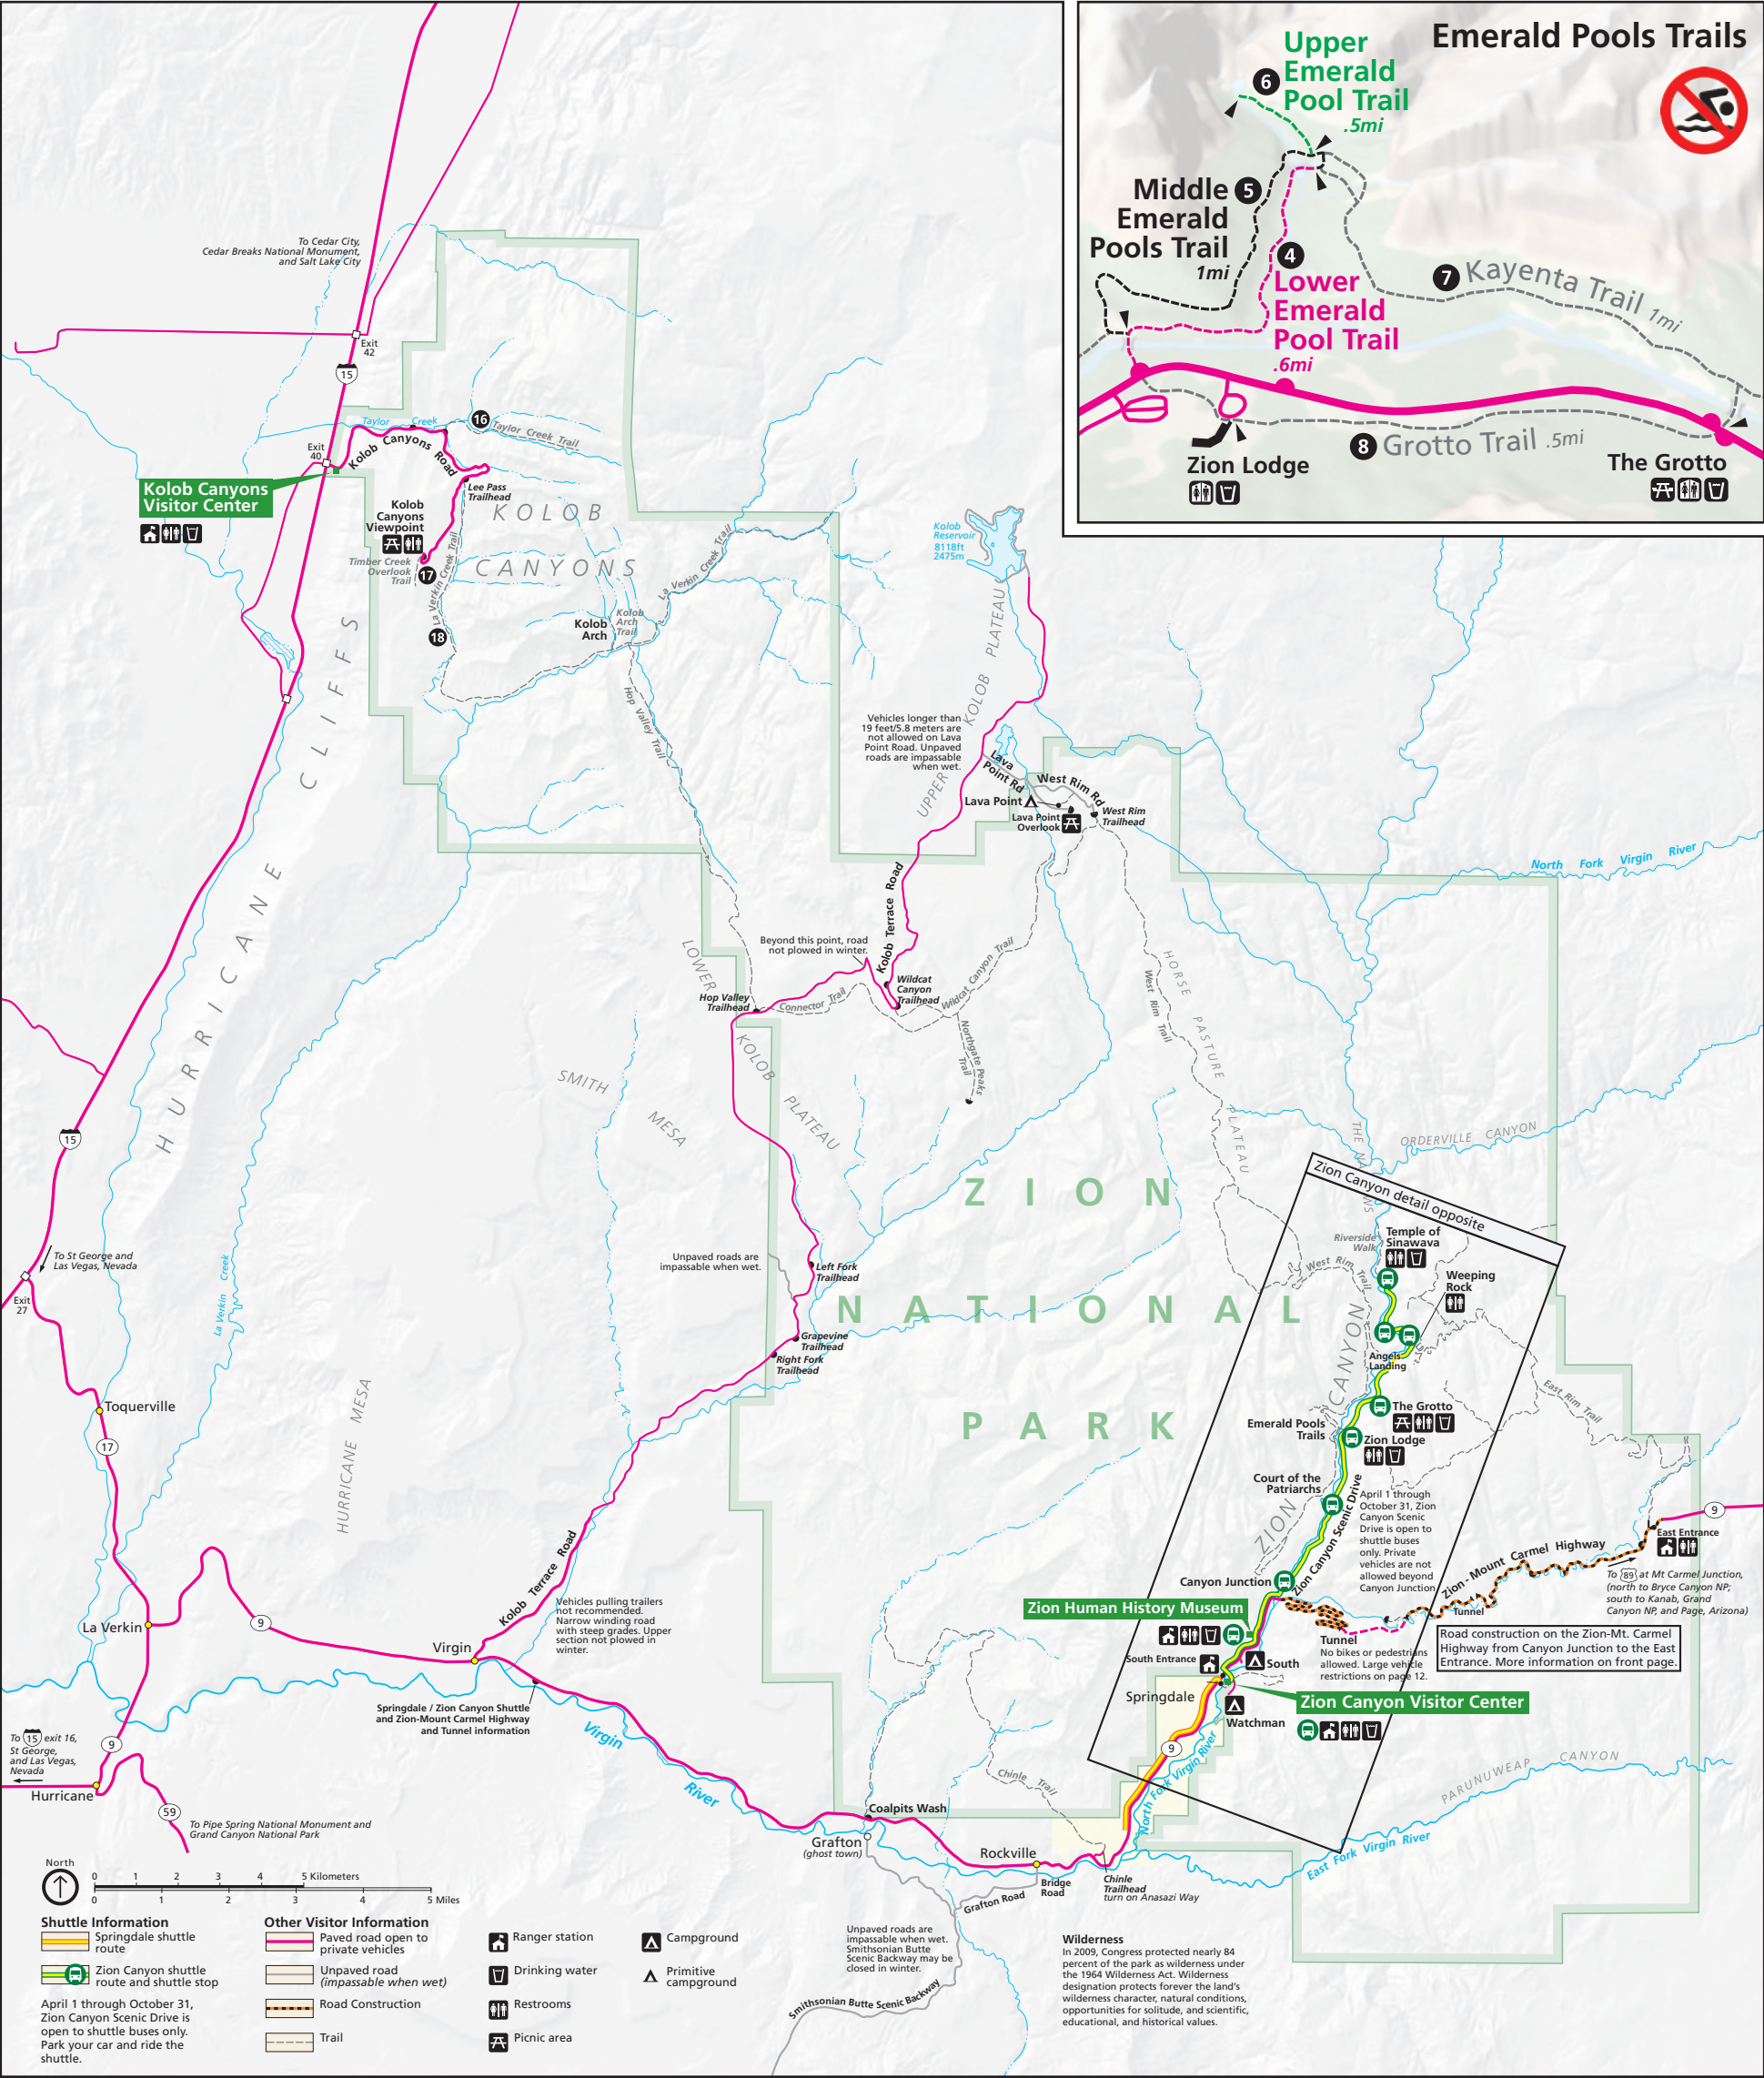 Emerald Pools Trails
Upper
Emerald
Pool Trail
.5mi
6
Middle
Emerald
Pools Trail
1mi
5
4
Lower
Emerald
Pool Trail
.6mi
7
Kayenta Trail 1mi
8
Grotto Trail .5mi
Zion Lodge
The Grotto
To Cedar City,
Cedar Breaks National Monument,
and Salt Lake City
Exit
42
15
Taylor Creek
16
Taylor Creek Trail
Exit
40
Kolob Canyons Road
Kolob Canyons
Visitor Center
Lee Pass
Trailhead
Kolob
Canyons
Viewpoint
KOLOB
CANYONS
Timber Creek
Overlook
Trail
17
La Verkin Creek Trail
18
Kolob
Arch
Kolob
Arch
Trail
La Verkin Creek Trail
Hop Valley Trail
Kolob
Reservoir
8118ft
2475m
UPPER KOLOB PLATEAU
Vehicles longer than
19 feet/5.8 meters are
not allowed on Lava
Point Road. Unpaved
roads are impassable
when wet.
Lava
Point Rd
West Rim Rd
Lava Point
Lava Point
Overlook
West Rim
Trailhead
North Fork Virgin River
HURRICANE CLIFFS
Kolob Terrace Road
Beyond this point, road
not plowed in winter.
Wildcat
Canyon
Trailhead
Wildcat Canyon Trail
Hop Valley
Trailhead
Connector Trail
Northgate Peaks
Trail
West Rim Trail
HORSE PASTURE PLATEAU
LOWER KOLOB PLATEAU
SMITH MESA
15
THE NARROWS
ORDERVILLE CANYON
ZION
NATIONAL
PARK
Zion Canyon detail opposite
Temple of
Sinawava
Riverside
Walk
West Rim Trail
Weeping
Rock
Angels
Landing
The Grotto
Emerald Pools
Trails
Zion Lodge
East Rim Trail
Court of the
Patriarchs
ZION CANYON
Zion Canyon Scenic Drive
April 1 through
October 31, Zion
Canyon Scenic
Drive is open to
shuttle buses
only. Private
vehicles are not
allowed beyond
Canyon Junction
Canyon Junction
Zion Human History Museum
South Entrance
South
Springdale
Zion Canyon Visitor Center
Watchman
9
North Fork Virgin River
Tunnel
No bikes or pedestrians
allowed. Large vehicle
restrictions on page 12.
Zion - Mount Carmel Highway
Tunnel
East Entrance
9
To 89 at Mt Carmel Junction,
(north to Bryce Canyon NP;
south to Kanab, Grand
Canyon NP, and Page, Arizona)
Road construction on the Zion-Mt. Carmel
Highway from Canyon Junction to the East
Entrance. More information on front page.
PARUNUWEAP CANYON
East Fork Virgin River
To St George and
Las Vegas, Nevada
Exit
27
La Verkin Creek
Unpaved roads are
impassable when wet.
Left Fork
Trailhead
Grapevine
Trailhead
Right Fork
Trailhead
Toquerville
17
HURRICANE MESA
Kolob Terrace Road
Vehicles pulling trailers
not recommended.
Narrow winding road
with steep grades. Upper
section not plowed in
winter.
La Verkin
9
Virgin
Springdale / Zion Canyon Shuttle
and Zion-Mount Carmel Highway
and Tunnel information
Virgin River
To 15 exit 16,
St George,
and Las Vegas,
Nevada
9
Hurricane
59
To Pipe Spring National Monument and
Grand Canyon National Park
Chinle Trail
Coalpits Wash
Grafton
(ghost town)
Rockville
Bridge
Road
Chinle
Trailhead
turn on Anasazi Way
Grafton Road
Smithsonian Butte Scenic Backway
Unpaved roads are
impassable when wet.
Smithsonian Butte
Scenic Backway may be
closed in winter.
Wilderness
In 2009, Congress protected nearly 84
percent of the park as wilderness under
the 1964 Wilderness Act. Wilderness
designation protects forever the land's
wilderness character, natural conditions,
opportunities for solitude, and scientific,
educational, and historical values.
North
0 1 2 3 4 5 Kilometers
0 1 2 3 4 5 Miles
Shuttle Information
Springdale shuttle
route
Zion Canyon shuttle
route and shuttle stop
April 1 through October 31,
Zion Canyon Scenic Drive is
open to shuttle buses only.
Park your car and ride the
shuttle.
Other Visitor Information
Paved road open to
private vehicles
Unpaved road
(impassable when wet)
Road Construction
Trail
Ranger station
Drinking water
Restrooms
Picnic area
Campground
Primitive
campground